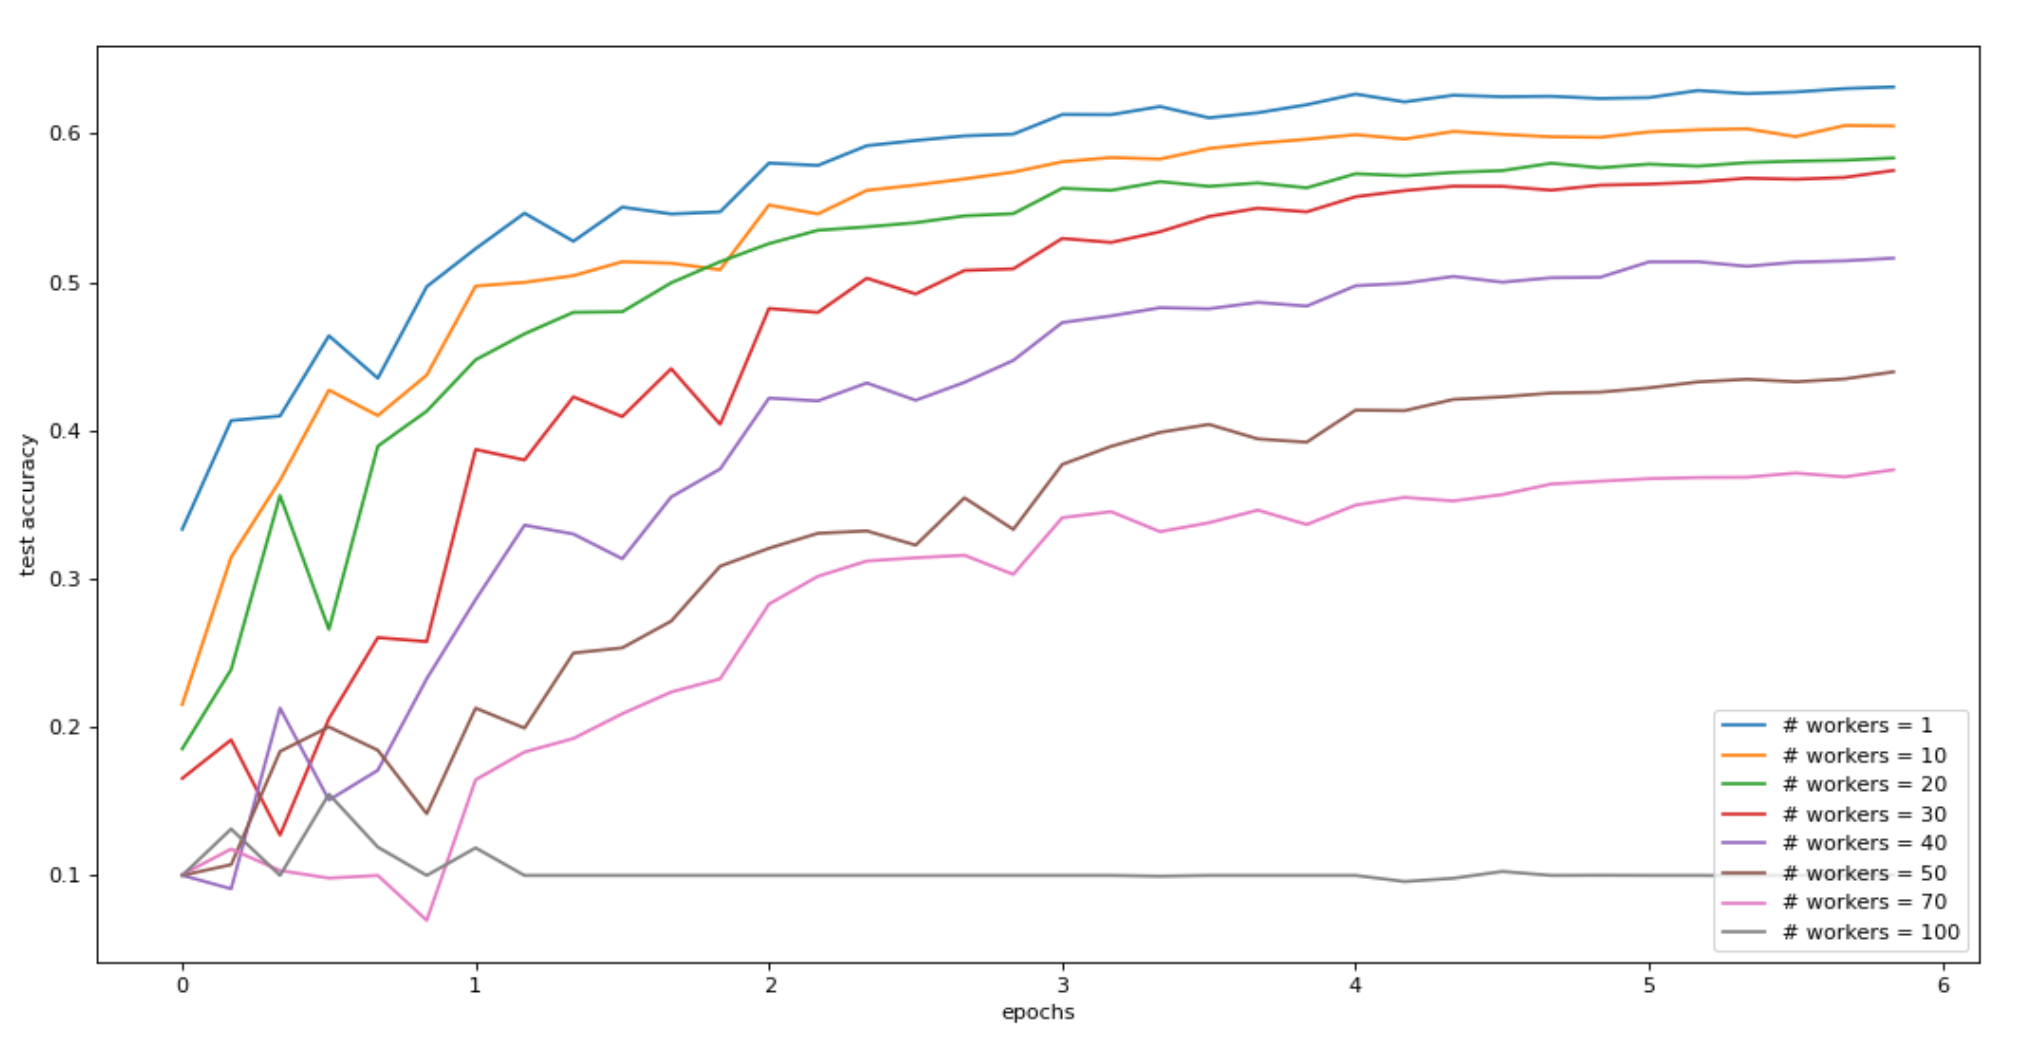 test accuracy
0.6
0.5
0.4
0.3
0.2
0.1
# workers = 1
# workers = 10
# workers = 20
# workers = 30
# workers = 40
# workers = 50
# workers = 70
# workers = 100
0 1 2 3 4 5 6
epochs